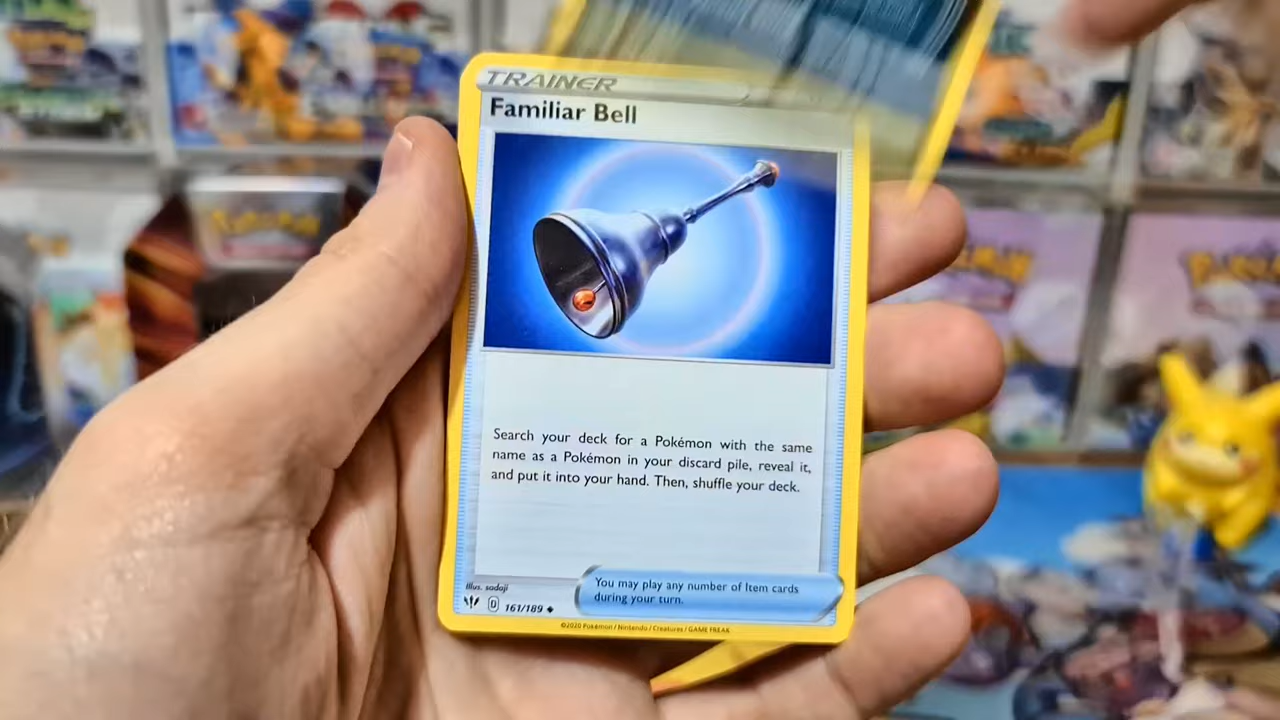 TRAINER
Familiar Bell
Search your deck for a Pokémon with the same
name as a Pokémon in your discard pile, reveal it,
and put it into your hand. Then, shuffle your deck.
Illus. sadaji
D 161/189
You may play any number of Item cards
during your turn.
©2020 Pokémon / Nintendo / Creatures / GAME FREAK
POKÉMON
POKÉMON